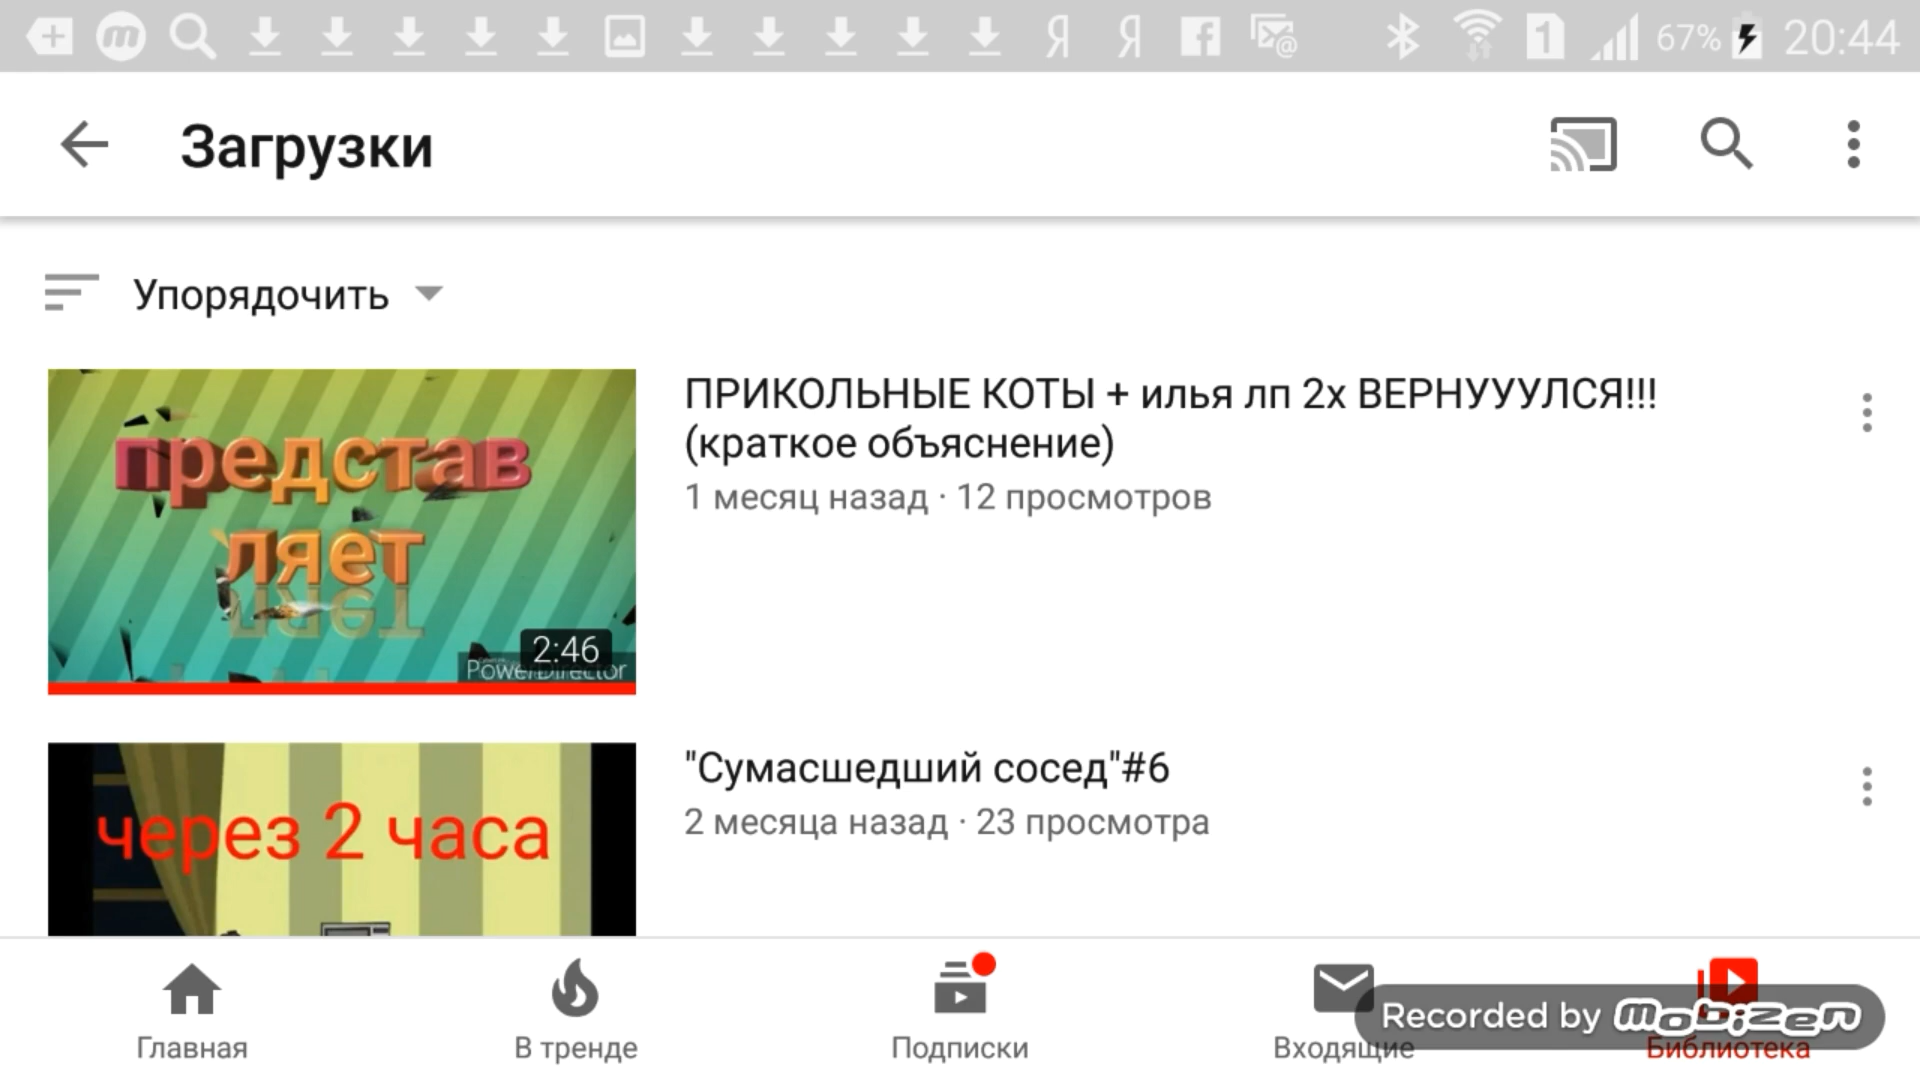 67% 20:44
Загрузки
Упорядочить
представ
ляет
2:46
PowerDirector
ПРИКОЛЬНЫЕ КОТЫ + илья лп 2х ВЕРНУУУЛСЯ!!!
(краткое объяснение)
1 месяц назад · 12 просмотров
через 2 часа
"Сумасшедший сосед"#6
2 месяца назад · 23 просмотра
Главная
В тренде
Подписки
Входящие
Библиотека
Recorded by mobizen